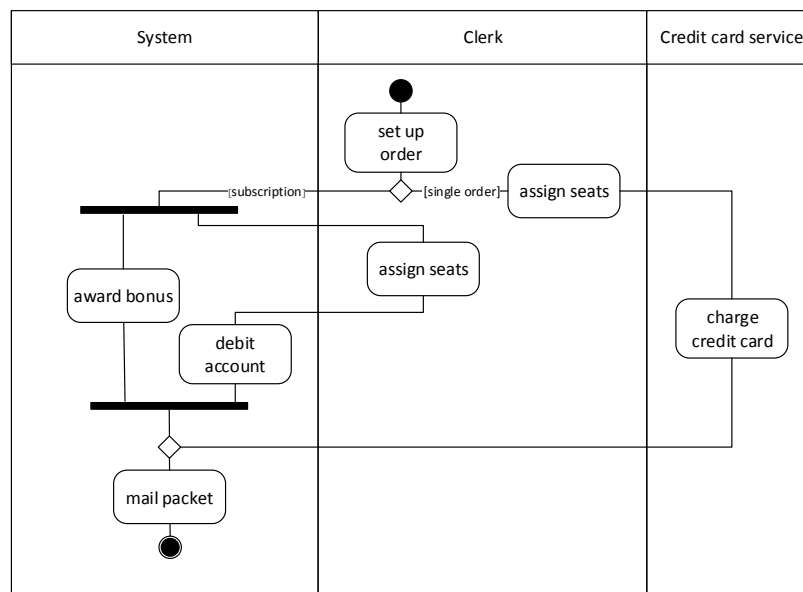 System
Clerk
Credit card service
set up
order
[subscription]
[single order]
assign seats
assign seats
award bonus
charge
credit card
debit
account
mail packet